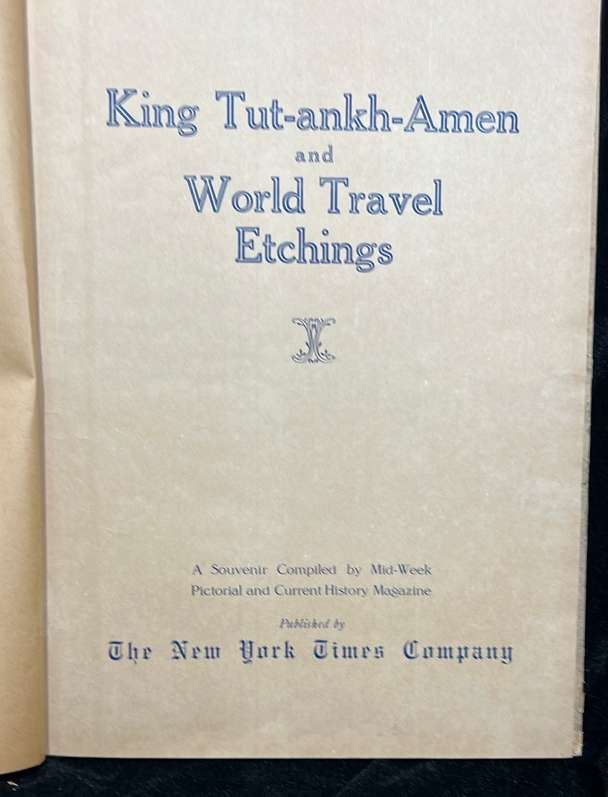 King Tut-ankh-Amen
and
World Travel
Etchings
A Souvenir Compiled by Mid-Week
Pictorial and Current History Magazine
Published by
The New York Times Company